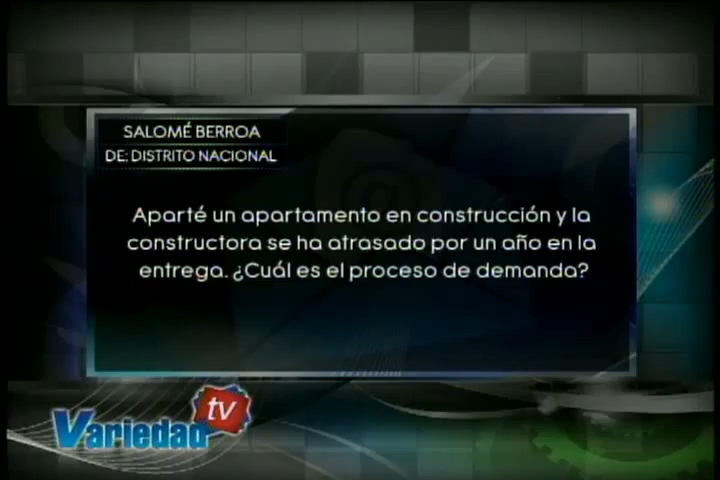 SALOMÉ BERROA
DE: DISTRITO NACIONAL
Aparté un apartamento en construcción y la
constructora se ha atrasado por un año en la
entrega. ¿Cuál es el proceso de demanda?
Variedad tv